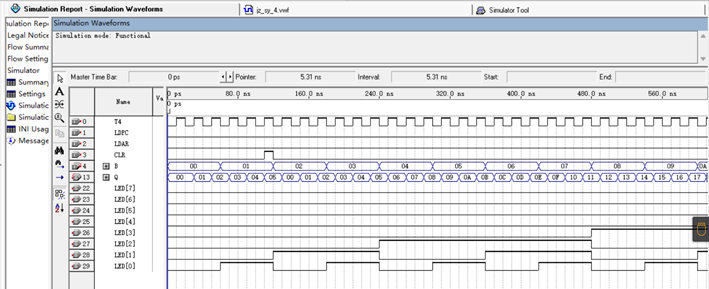 Simulation Report - Simulation Waveforms
jz_sy_4.vwf
Simulator Tool
ulation Repor
Legal Notice
Flow Summa
Flow Setting
Simulator
Summary
Settings
Simulatic
Simulatic
INI Usag
Message
Simulation Waveforms
Simulation mode: Functional
Master Time Bar: 0 ps Pointer: 5.31 ns Interval: 5.31 ns Start: End:
Name Va
0 ps 80.0 ns 160.0 ns 240.0 ns 320.0 ns 400.0 ns 480.0 ns 560.0 ns
0 ps
0 T4
1 LDPC
2 LDAR
3 CLR
4 B 00 01 02 03 04 05 06 07 08 09 0A
13 Q 00 01 02 03 04 05 00 01 02 03 04 05 06 07 08 09 0A 0B 0C 0D 0E 0F 10 11 12 13 14 15 16 17
22 LED[7]
23 LED[6]
24 LED[5]
25 LED[4]
26 LED[3]
27 LED[2]
28 LED[1]
29 LED[0]